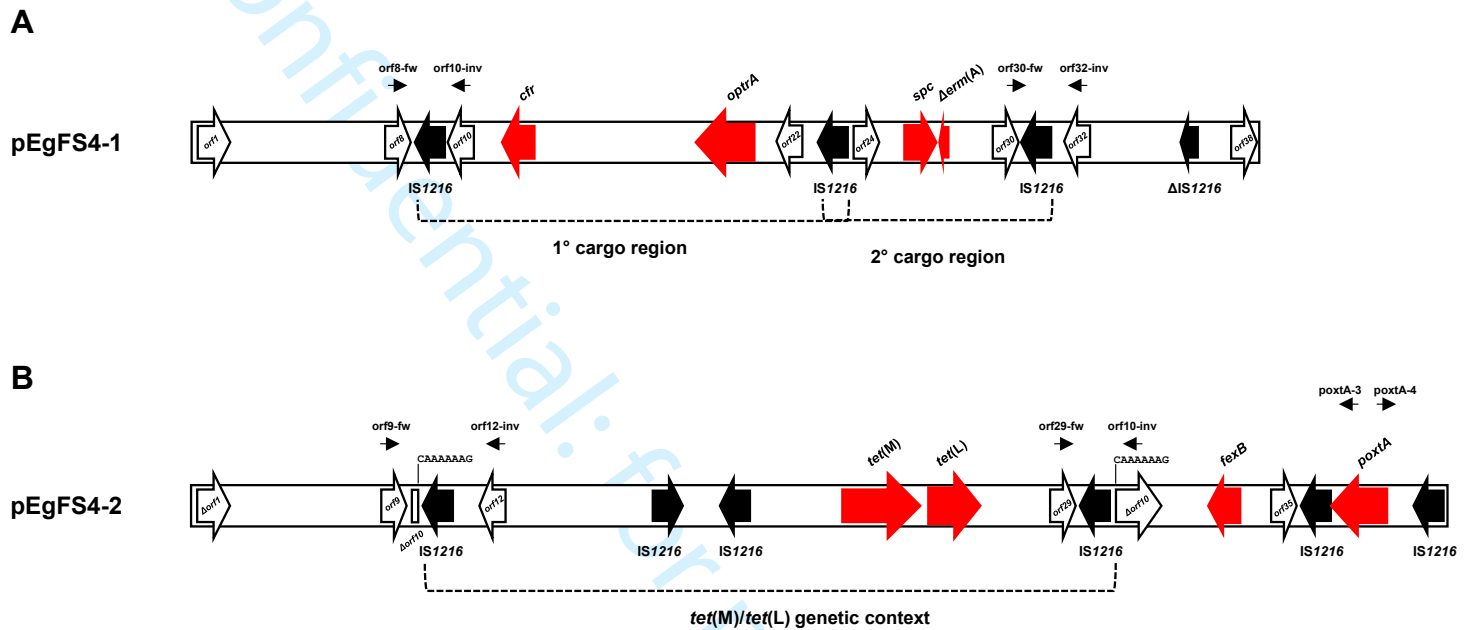 A
orf8-fw orf10-inv cfr optrA spc Δerm(A) orf30-fw orf32-inv
pEgFS4-1 orf1 orf8 orf10 orf22 orf24 orf30 orf32 orf38
IS1216 IS1216 IS1216 ΔIS1216
1° cargo region
2° cargo region
B
poxtA-3 poxtA-4
orf9-fw orf12-inv tet(M) tet(L) orf29-fw orf10-inv fexB poxtA
CAAAAAAG CAAAAAAG
pEgFS4-2 Δorf1 orf9 orf12 orf29 Δorf10 orf35
Δorf10 IS1216 IS1216 IS1216 IS1216 IS1216 IS1216
tet(M)/tet(L) genetic context
onfidential: for